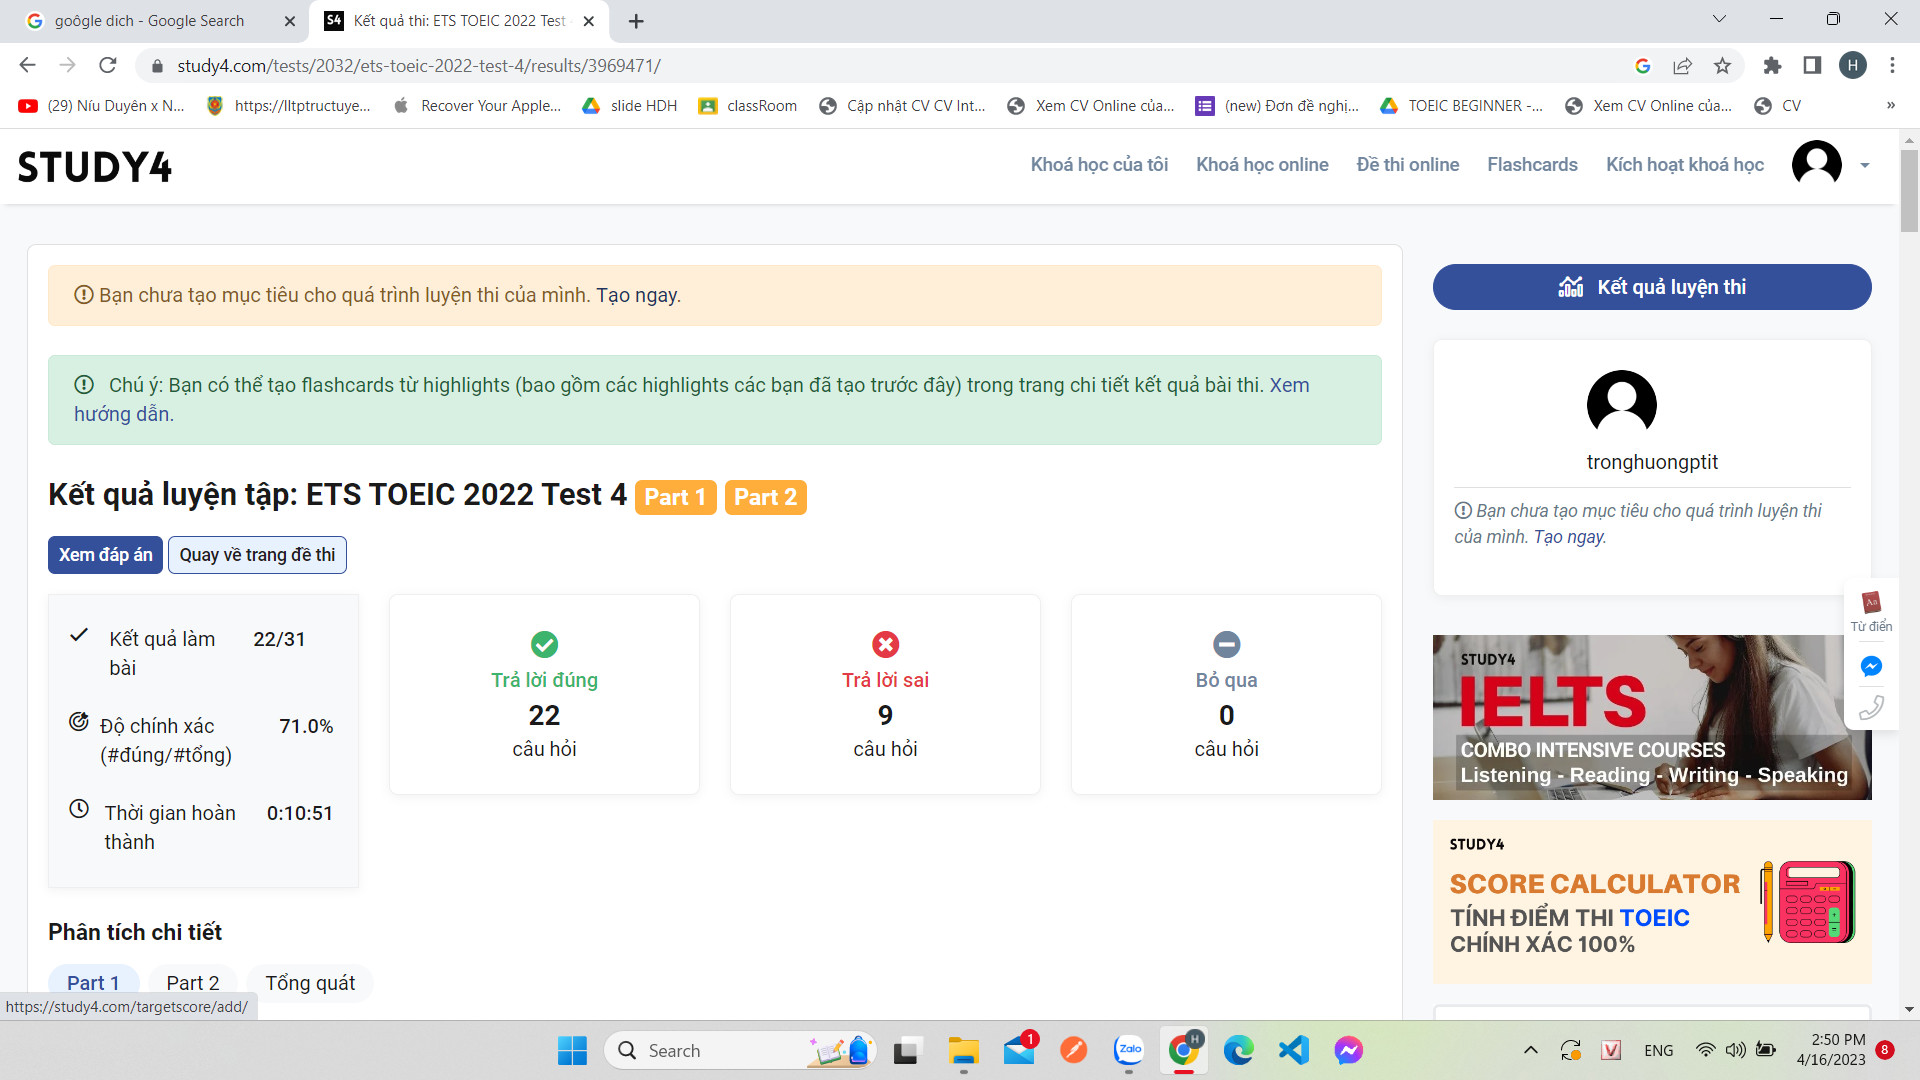 goôgle dich - Google Search
S4 Kết quả thi: ETS TOEIC 2022 Test
study4.com/tests/2032/ets-toeic-2022-test-4/results/3969471/
H
(29) Níu Duyên x N...
https://lltptructuye...
Recover Your Apple...
slide HDH
classRoom
Cập nhật CV CV Int...
Xem CV Online của...
(new) Đơn đề nghị...
TOEIC BEGINNER -...
Xem CV Online của...
CV
»
STUDY4
Khoá học của tôi
Khoá học online
Đề thi online
Flashcards
Kích hoạt khoá học
Bạn chưa tạo mục tiêu cho quá trình luyện thi của mình. Tạo ngay.
Chú ý: Bạn có thể tạo flashcards từ highlights (bao gồm các highlights các bạn đã tạo trước đây) trong trang chi tiết kết quả bài thi. Xem
hướng dẫn.
Kết quả luyện tập: ETS TOEIC 2022 Test 4 Part 1 Part 2
Xem đáp án
Quay về trang đề thi
Kết quả làm 22/31
bài
Độ chính xác 71.0%
(#đúng/#tổng)
Thời gian hoàn 0:10:51
thành
Trả lời đúng
22
câu hỏi
Trả lời sai
9
câu hỏi
Bỏ qua
0
câu hỏi
Phân tích chi tiết
Part 1
Part 2
Tổng quát
https://study4.com/targetscore/add/
Kết quả luyện thi
tronghuongptit
Bạn chưa tạo mục tiêu cho quá trình luyện thi
của mình. Tạo ngay.
Aa
Từ điển
STUDY4
IELTS
COMBO INTENSIVE COURSES
Listening - Reading - Writing - Speaking
STUDY4
SCORE CALCULATOR
TÍNH ĐIỂM THI TOEIC
CHÍNH XÁC 100%
Search
1
Zalo
H
V
ENG
2:50 PM
4/16/2023
8